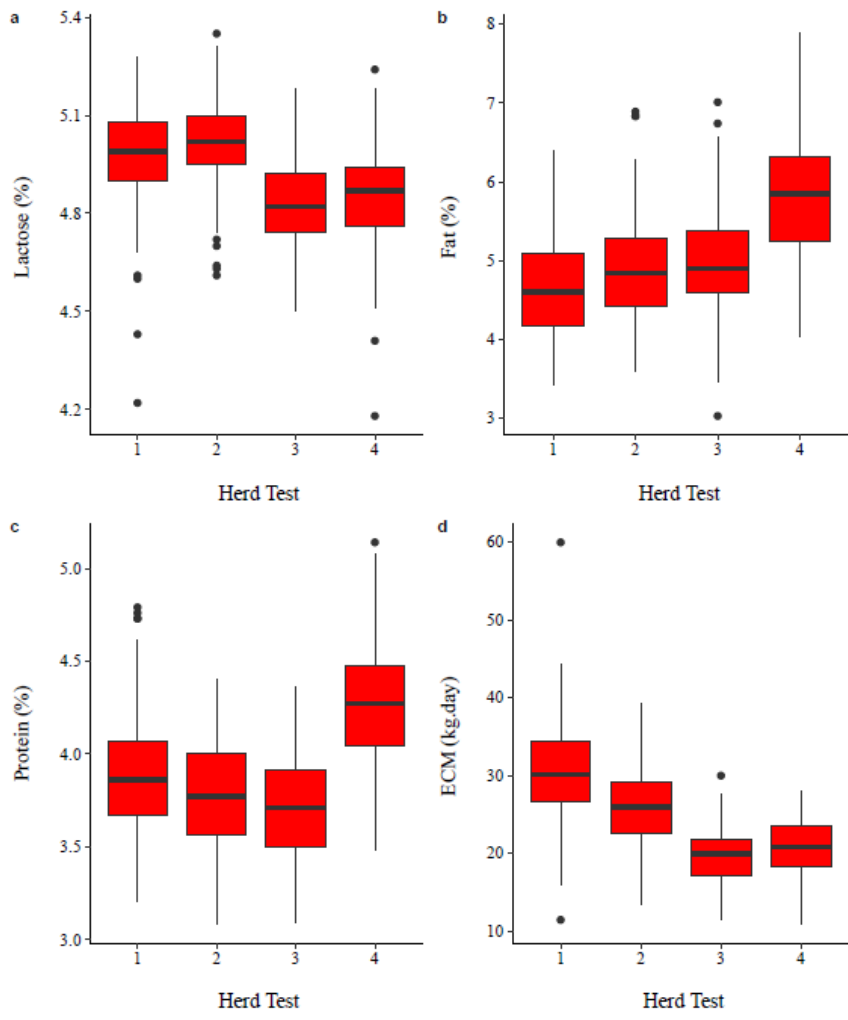 a
5.4
5.1
4.8
4.5
4.2
Lactose (%)
1 2 3 4
Herd Test
b
8
7
6
5
4
3
Fat (%)
1 2 3 4
Herd Test
c
5.0
4.5
4.0
3.5
3.0
Protein (%)
1 2 3 4
Herd Test
d
60
50
40
30
20
10
ECM (kg.day)
1 2 3 4
Herd Test